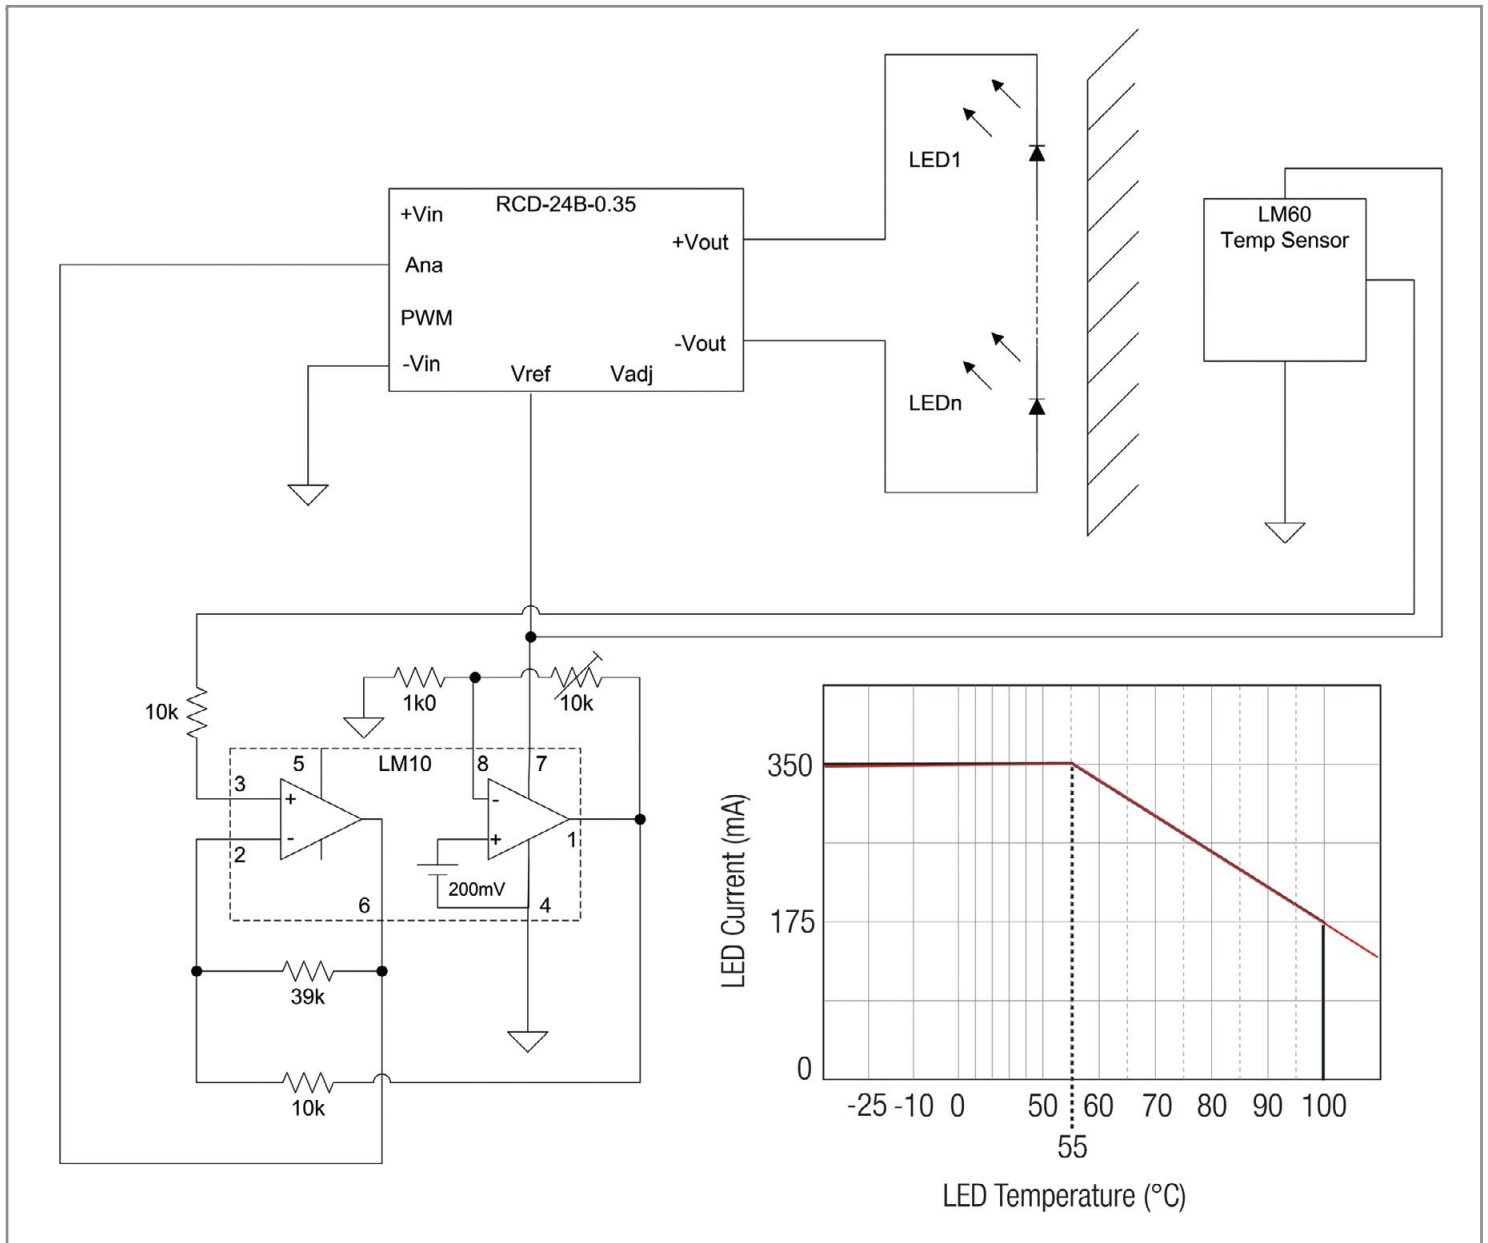 RCD-24B-0.35
+Vin
Ana
PWM
-Vin
Vref
Vadj
+Vout
-Vout
LED1
LEDn
LM60
Temp Sensor
10k
1k0
10k
LM10
5
8
7
3
+
-
2
6
-
+
1
200mV
4
39k
10k
LED Current (mA)
350
175
0
-25 -10 0 50 60 70 80 90 100
55
LED Temperature (°C)